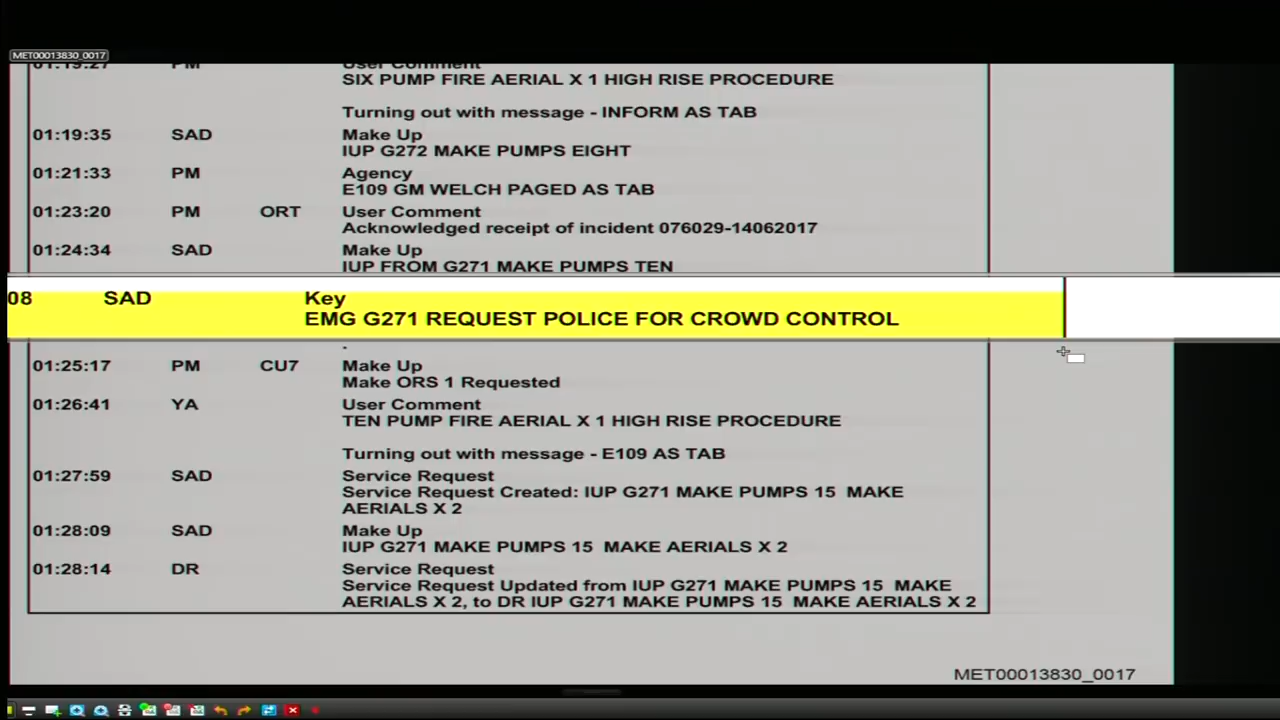 MET00013830_0017
01:19:27 PM User Comment
SIX PUMP FIRE AERIAL X 1 HIGH RISE PROCEDURE
Turning out with message - INFORM AS TAB
01:19:35 SAD Make Up
IUP G272 MAKE PUMPS EIGHT
01:21:33 PM Agency
E109 GM WELCH PAGED AS TAB
01:23:20 PM ORT User Comment
Acknowledged receipt of incident 076029-14062017
01:24:34 SAD Make Up
IUP FROM G271 MAKE PUMPS TEN
08 SAD Key
EMG G271 REQUEST POLICE FOR CROWD CONTROL
.
01:25:17 PM CU7 Make Up
Make ORS 1 Requested
01:26:41 YA User Comment
TEN PUMP FIRE AERIAL X 1 HIGH RISE PROCEDURE
Turning out with message - E109 AS TAB
01:27:59 SAD Service Request
Service Request Created: IUP G271 MAKE PUMPS 15 MAKE
AERIALS X 2
01:28:09 SAD Make Up
IUP G271 MAKE PUMPS 15 MAKE AERIALS X 2
01:28:14 DR Service Request
Service Request Updated from IUP G271 MAKE PUMPS 15 MAKE
AERIALS X 2, to DR IUP G271 MAKE PUMPS 15 MAKE AERIALS X 2
MET00013830_0017